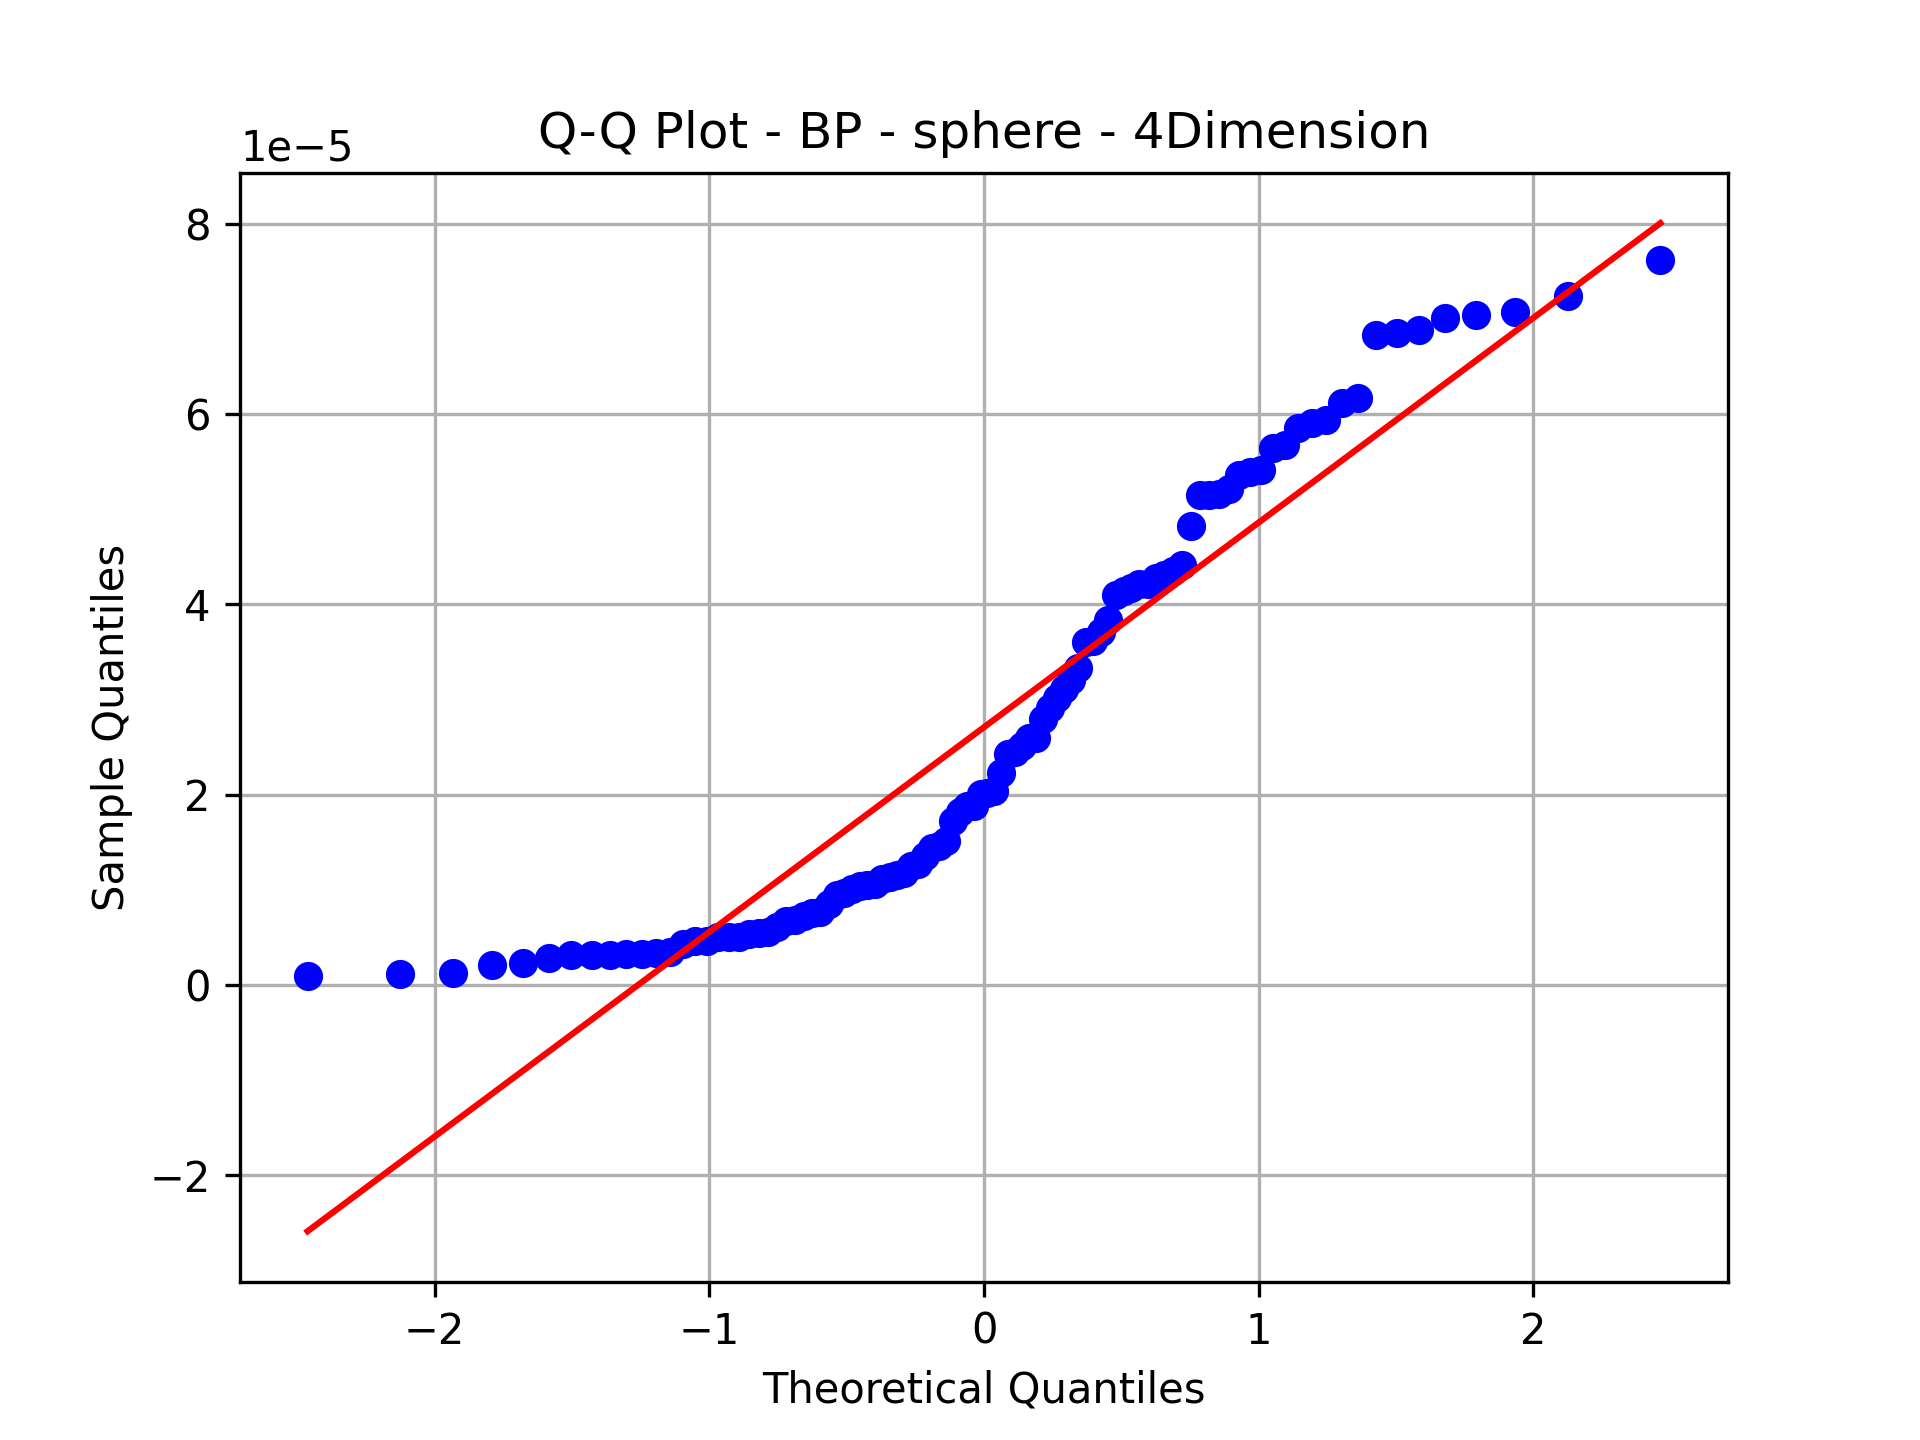 Q-Q Plot - BP - sphere - 4Dimension
1e−5
8
6
4
2
0
−2
Sample Quantiles
−2 −1 0 1 2
Theoretical Quantiles